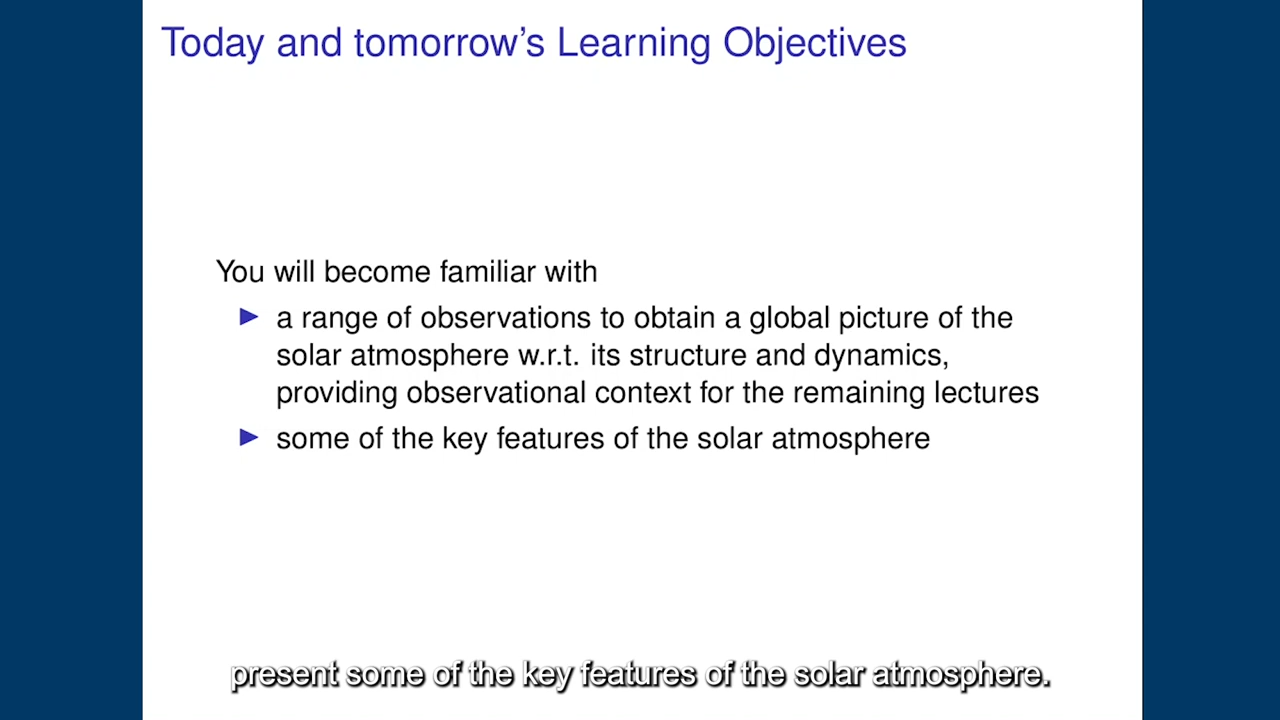 Today and tomorrow's Learning Objectives
You will become familiar with
▶ a range of observations to obtain a global picture of the
solar atmosphere w.r.t. its structure and dynamics,
providing observational context for the remaining lectures
▶ some of the key features of the solar atmosphere
present some of the key features of the solar atmosphere.